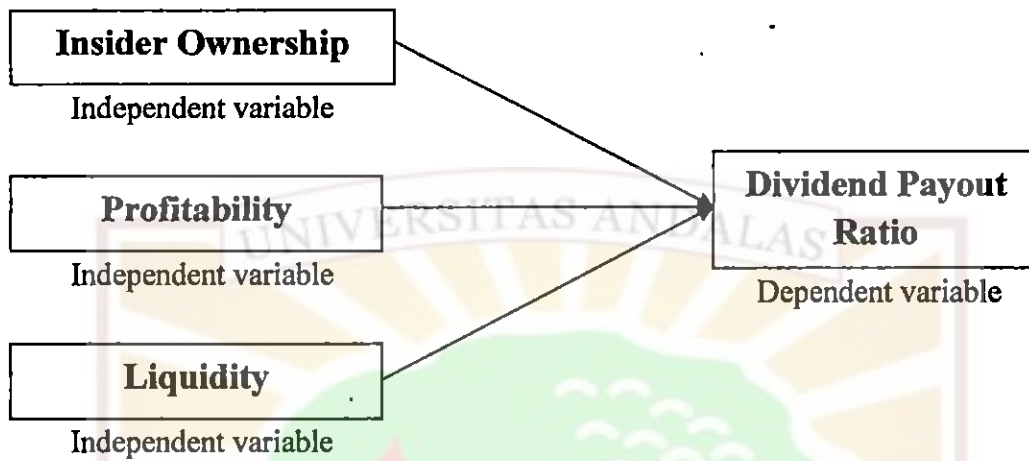 Insider Ownership
Independent variable
Profitability
Independent variable
Liquidity
Independent variable
Dividend Payout
Ratio
Dependent variable
UNIVERSITAS ANDALAS